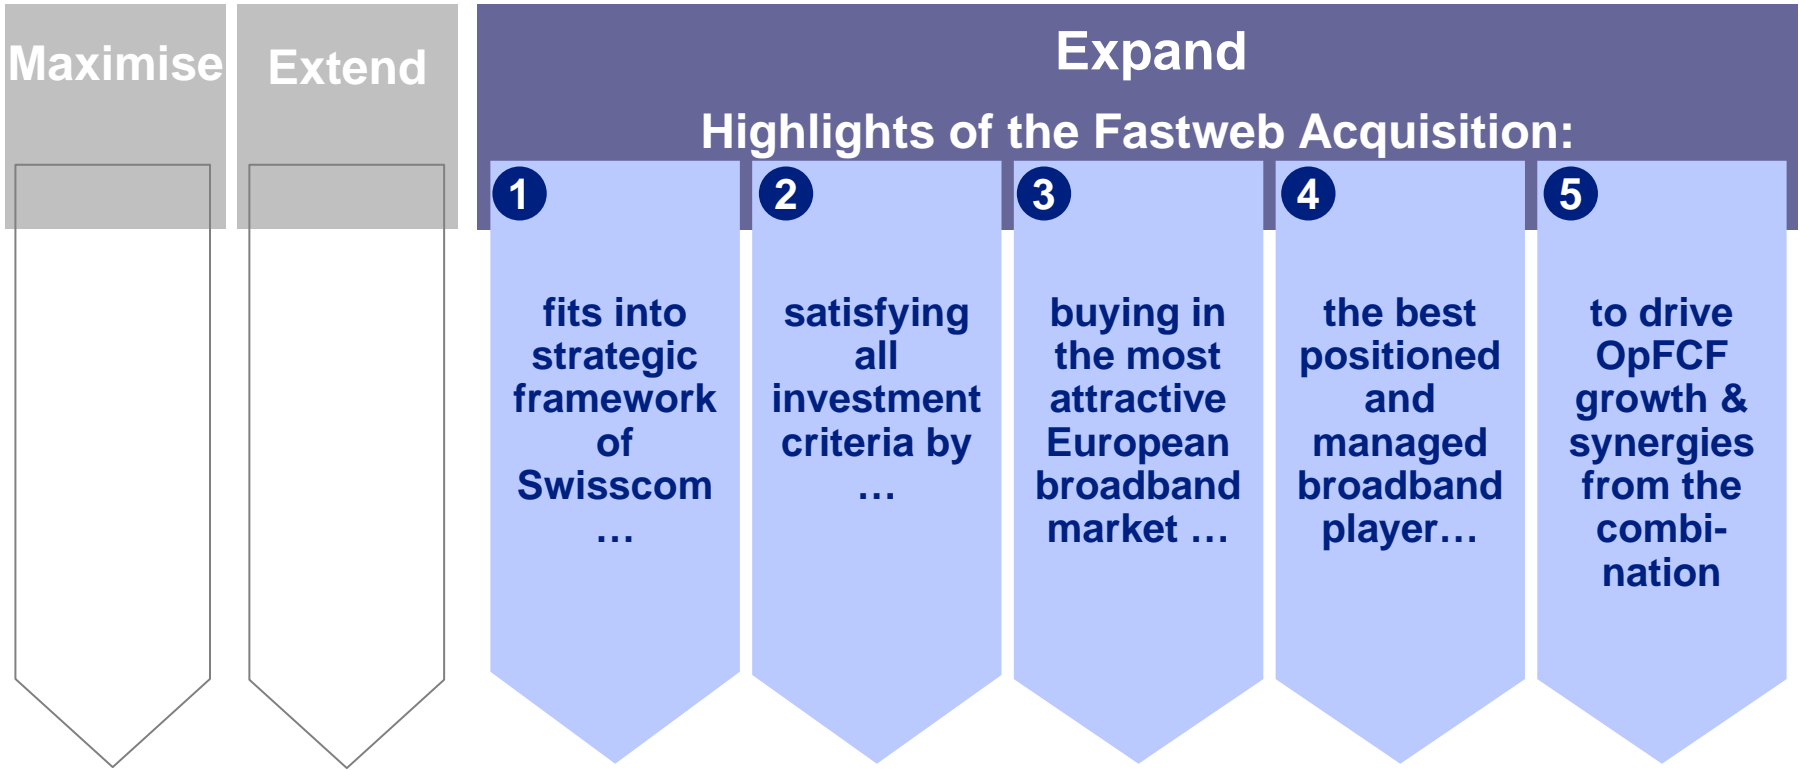 Maximise
Extend
Expand
Highlights of the Fastweb Acquisition:
1
fits into
strategic
framework
of
Swisscom
…
2
satisfying
all
investment
criteria by
…
3
buying in
the most
attractive
European
broadband
market …
4
the best
positioned
and
managed
broadband
player…
5
to drive
OpFCF
growth &
synergies
from the
combi-
nation